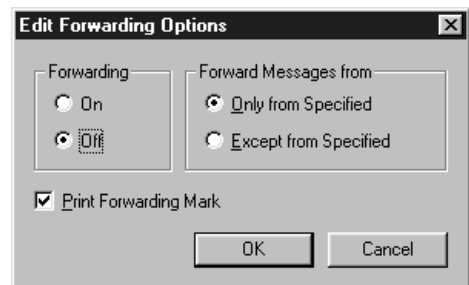 Edit Forwarding Options
Forwarding
On
Off
Forward Messages from
Only from Specified
Except from Specified
Print Forwarding Mark
OK
Cancel